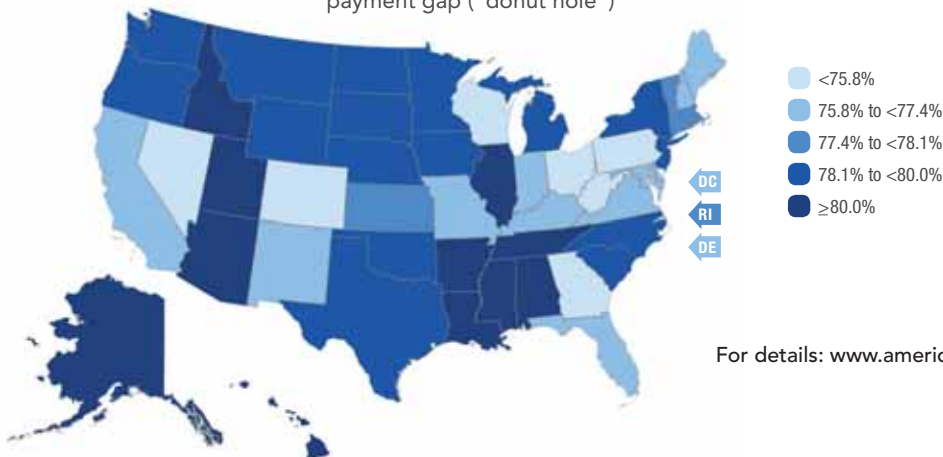 payment gap ("donut hole")
<75.8%
75.8% to <77.4%
77.4% to <78.1%
78.1% to <80.0%
≥80.0%
DC
RI
DE
For details: www.americ